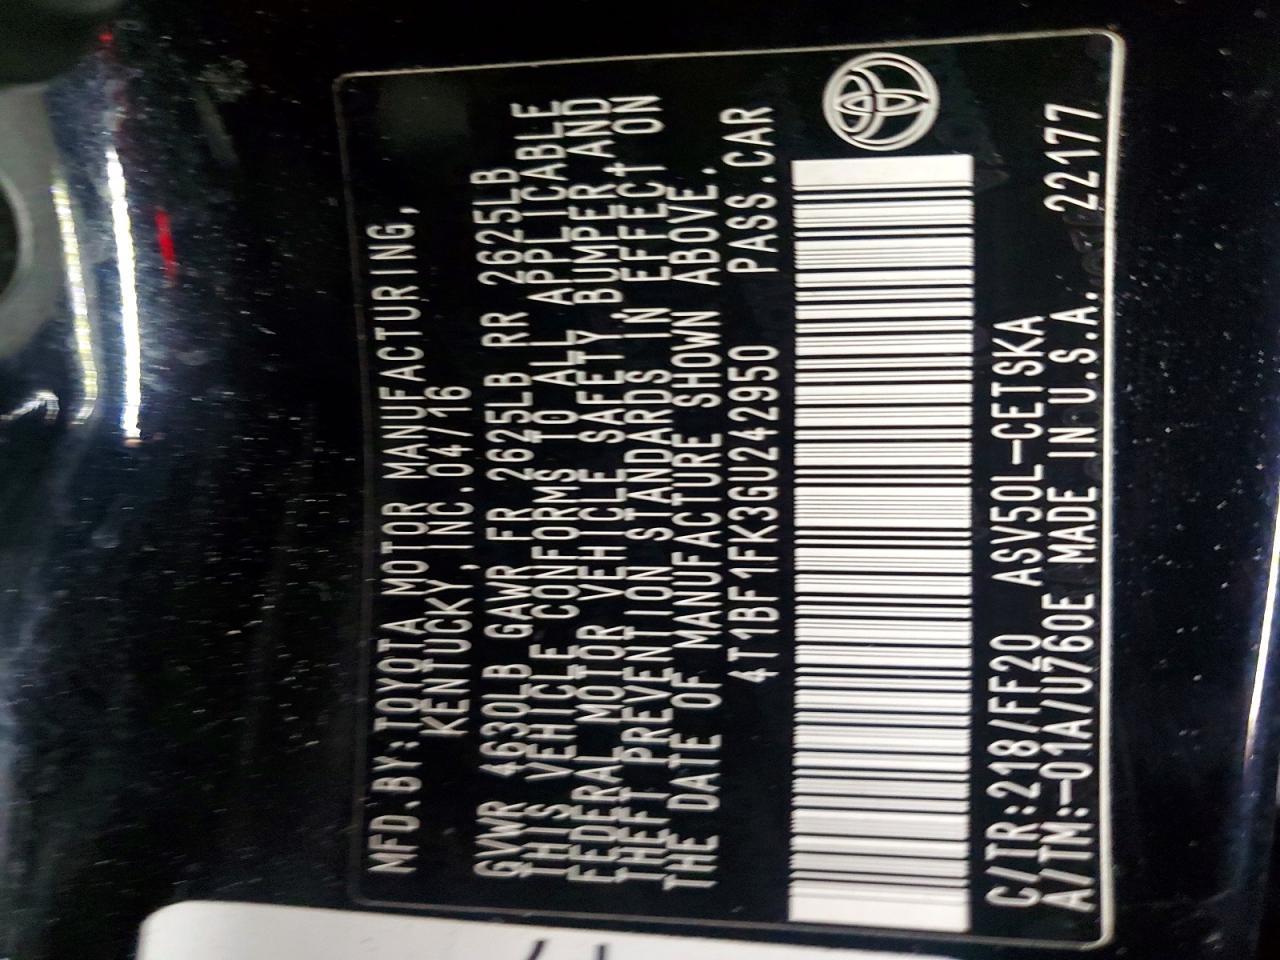 MFD.BY:TOYOTA MOTOR MANUFACTURING,
KENTUCKY,INC.04/16
GVWR 4630LB GAWR FR 2625LB RR 2625LB
THIS VEHICLE CONFORMS TO ALL APPLICABLE
FEDERAL MOTOR VEHICLE SAFETY,BUMPER AND
THEFT PREVENTION STANDARDS IN EFFECT ON
THE DATE OF MANUFACTURE SHOWN ABOVE.
4T1BF1FK3GU242950 PASS.CAR
C/TR:218/FF20 ASV50L-CETSKA
A/TM:-01A/U760E MADE IN U.S.A. 22177